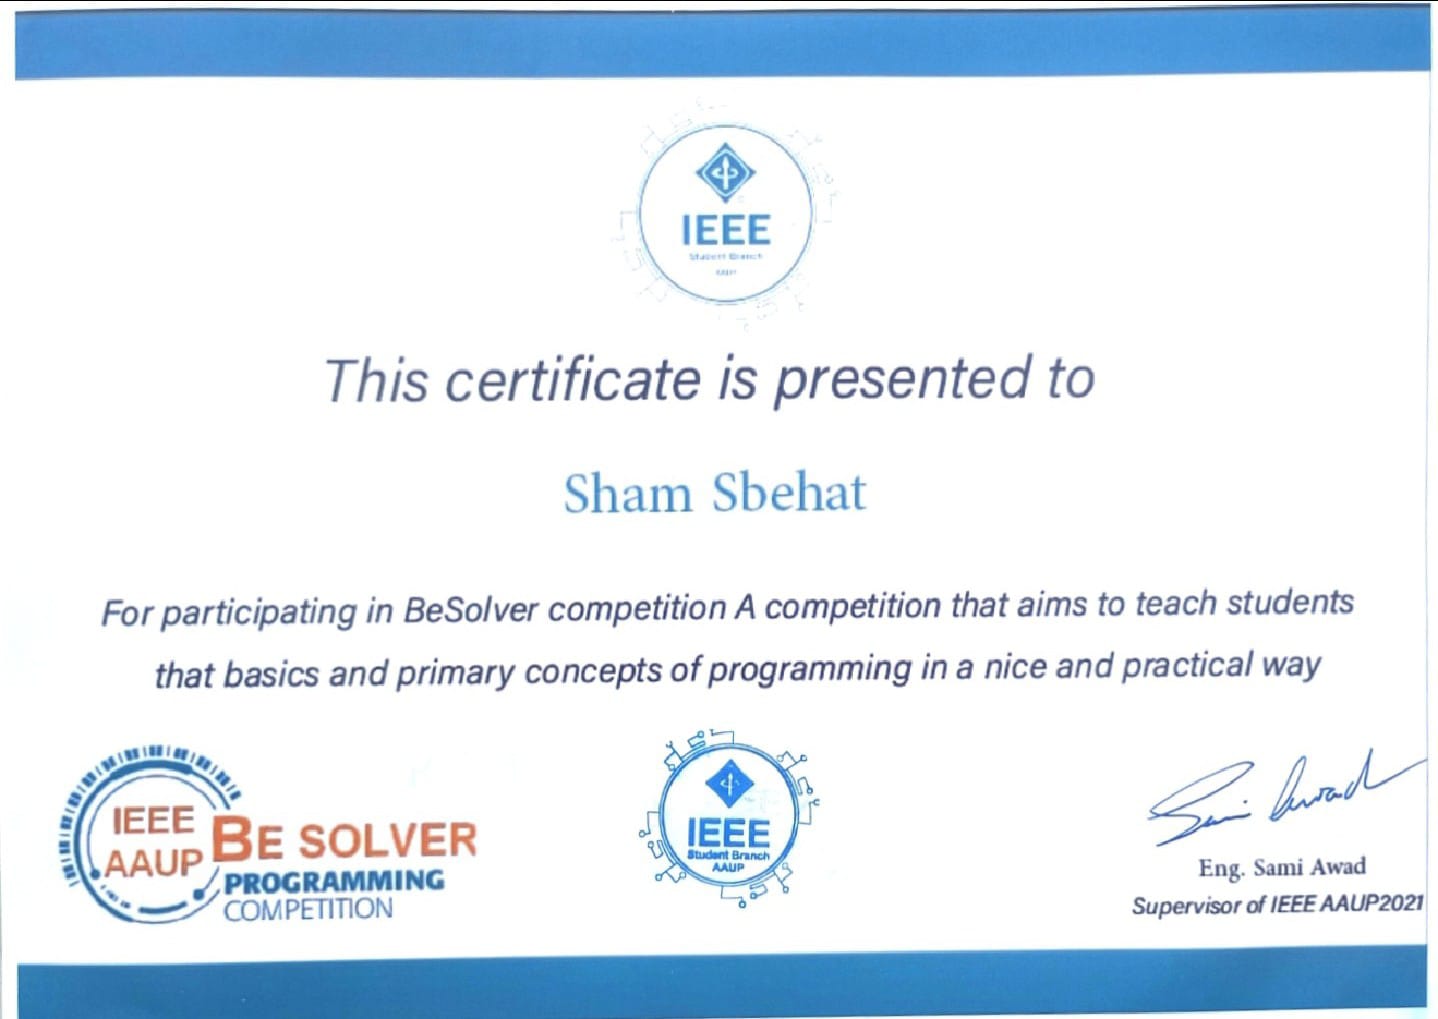 IEEE
Student Branch
AAUP
This certificate is presented to
Sham Sbehat
For participating in BeSolver competition A competition that aims to teach students
that basics and primary concepts of programming in a nice and practical way
IEEE
AAUP
BE SOLVER
PROGRAMMING
COMPETITION
IEEE
Student Branch
AAUP
Sami Awad
Eng. Sami Awad
Supervisor of IEEE AAUP2021